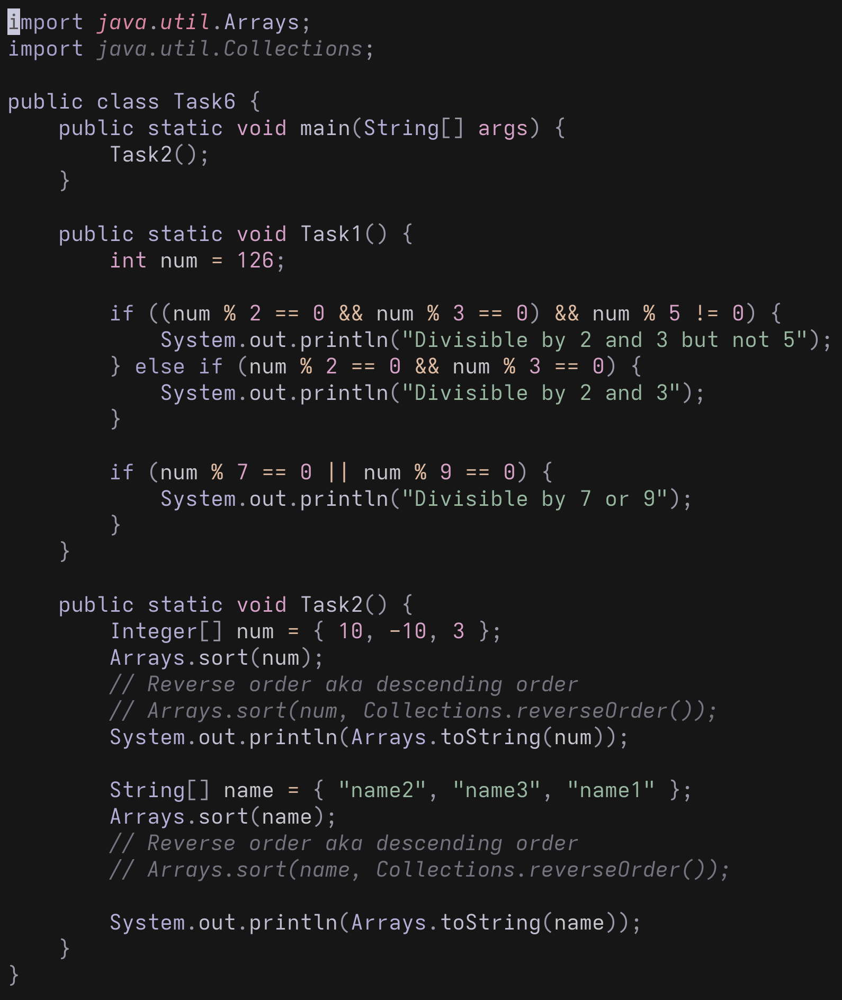 import java.util.Arrays;
import java.util.Collections;

public class Task6 {
    public static void main(String[] args) {
        Task2();
    }

    public static void Task1() {
        int num = 126;

        if ((num % 2 == 0 && num % 3 == 0) && num % 5 != 0) {
            System.out.println("Divisible by 2 and 3 but not 5");
        } else if (num % 2 == 0 && num % 3 == 0) {
            System.out.println("Divisible by 2 and 3");
        }

        if (num % 7 == 0 || num % 9 == 0) {
            System.out.println("Divisible by 7 or 9");
        }
    }

    public static void Task2() {
        Integer[] num = { 10, -10, 3 };
        Arrays.sort(num);
        // Reverse order aka descending order
        // Arrays.sort(num, Collections.reverseOrder());
        System.out.println(Arrays.toString(num));

        String[] name = { "name2", "name3", "name1" };
        Arrays.sort(name);
        // Reverse order aka descending order
        // Arrays.sort(name, Collections.reverseOrder());

        System.out.println(Arrays.toString(name));
    }
}